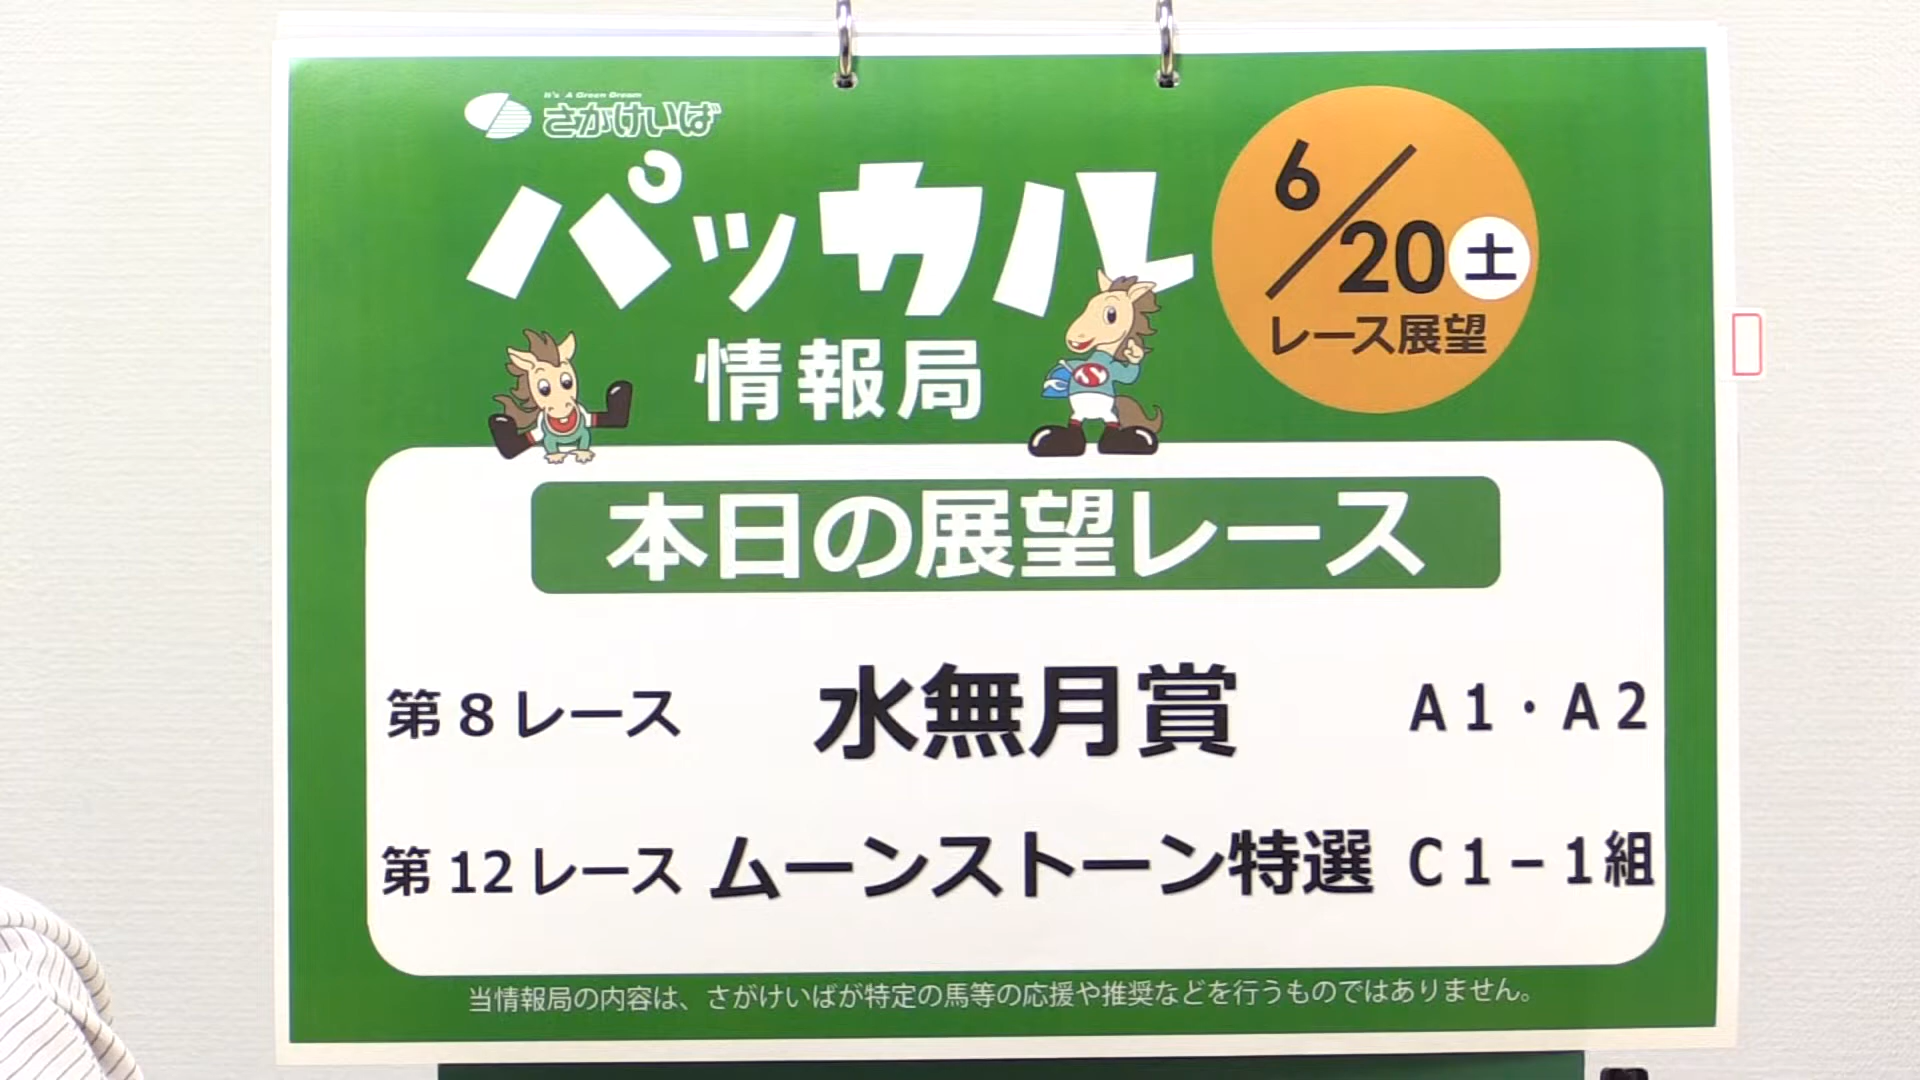 It's A Green Dream
さがけいば
パッカル
情報局
6/20土
レース展望
本日の展望レース
第8レース 水無月賞 A1・A2
第12レース ムーンストーン特選 C1−1組
当情報局の内容は、さがけいばが特定の馬等の応援や推奨などを行うものではありません。